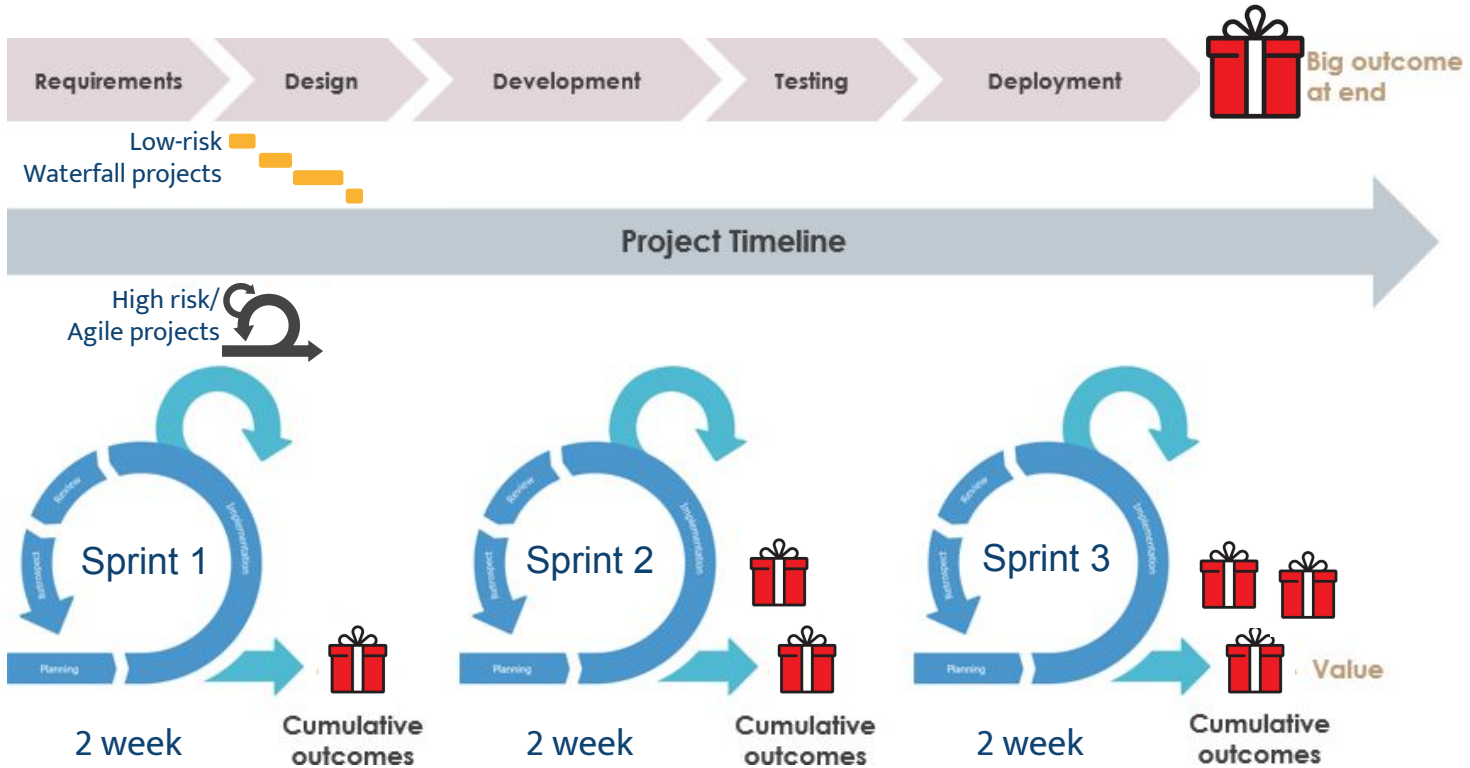 Requirements
Design
Development
Testing
Deployment
Big outcome
at end
Low-risk
Waterfall projects
Project Timeline
High risk/
Agile projects
Review
Implementation
Sprint 1
Retrospect
Planning
2 week
Cumulative
outcomes
Review
Implementation
Sprint 2
Retrospect
Planning
2 week
Cumulative
outcomes
Review
Implementation
Sprint 3
Retrospect
Planning
Value
2 week
Cumulative
outcomes